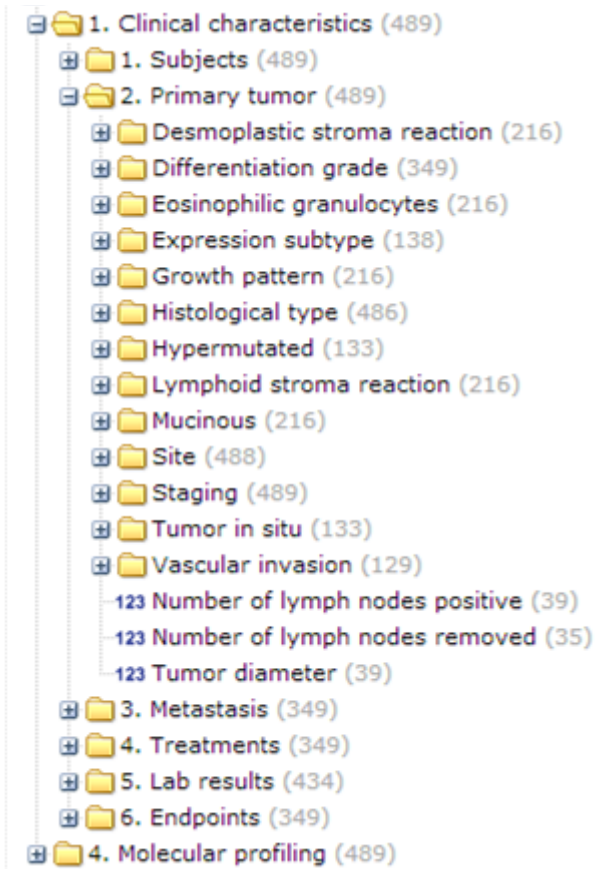 1. Clinical characteristics (489)
1. Subjects (489)
2. Primary tumor (489)
Desmoplastic stroma reaction (216)
Differentiation grade (349)
Eosinophilic granulocytes (216)
Expression subtype (138)
Growth pattern (216)
Histological type (486)
Hypermutated (133)
Lymphoid stroma reaction (216)
Mucinous (216)
Site (488)
Staging (489)
Tumor in situ (133)
Vascular invasion (129)
123 Number of lymph nodes positive (39)
123 Number of lymph nodes removed (35)
123 Tumor diameter (39)
3. Metastasis (349)
4. Treatments (349)
5. Lab results (434)
6. Endpoints (349)
4. Molecular profiling (489)